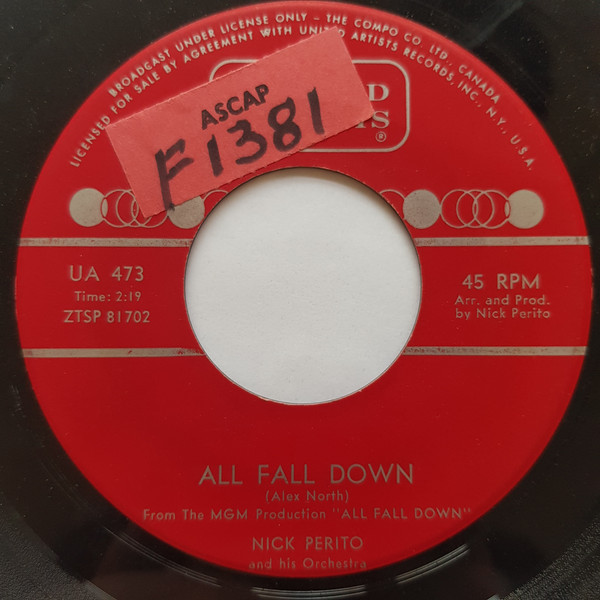 BROADCAST UNDER LICENSE ONLY – THE COMPO CO. LTD., CANADA
LICENSED FOR SALE BY AGREEMENT WITH UNITED ARTISTS RECORDS, INC., N.Y., U.S.A.
ASCAP
F1381
UA 473
Time: 2:19
ZTSP 81702
45 RPM
Arr. and Prod.
by Nick Perito
ALL FALL DOWN
(Alex North)
From The MGM Production "ALL FALL DOWN"
NICK PERITO
and his Orchestra